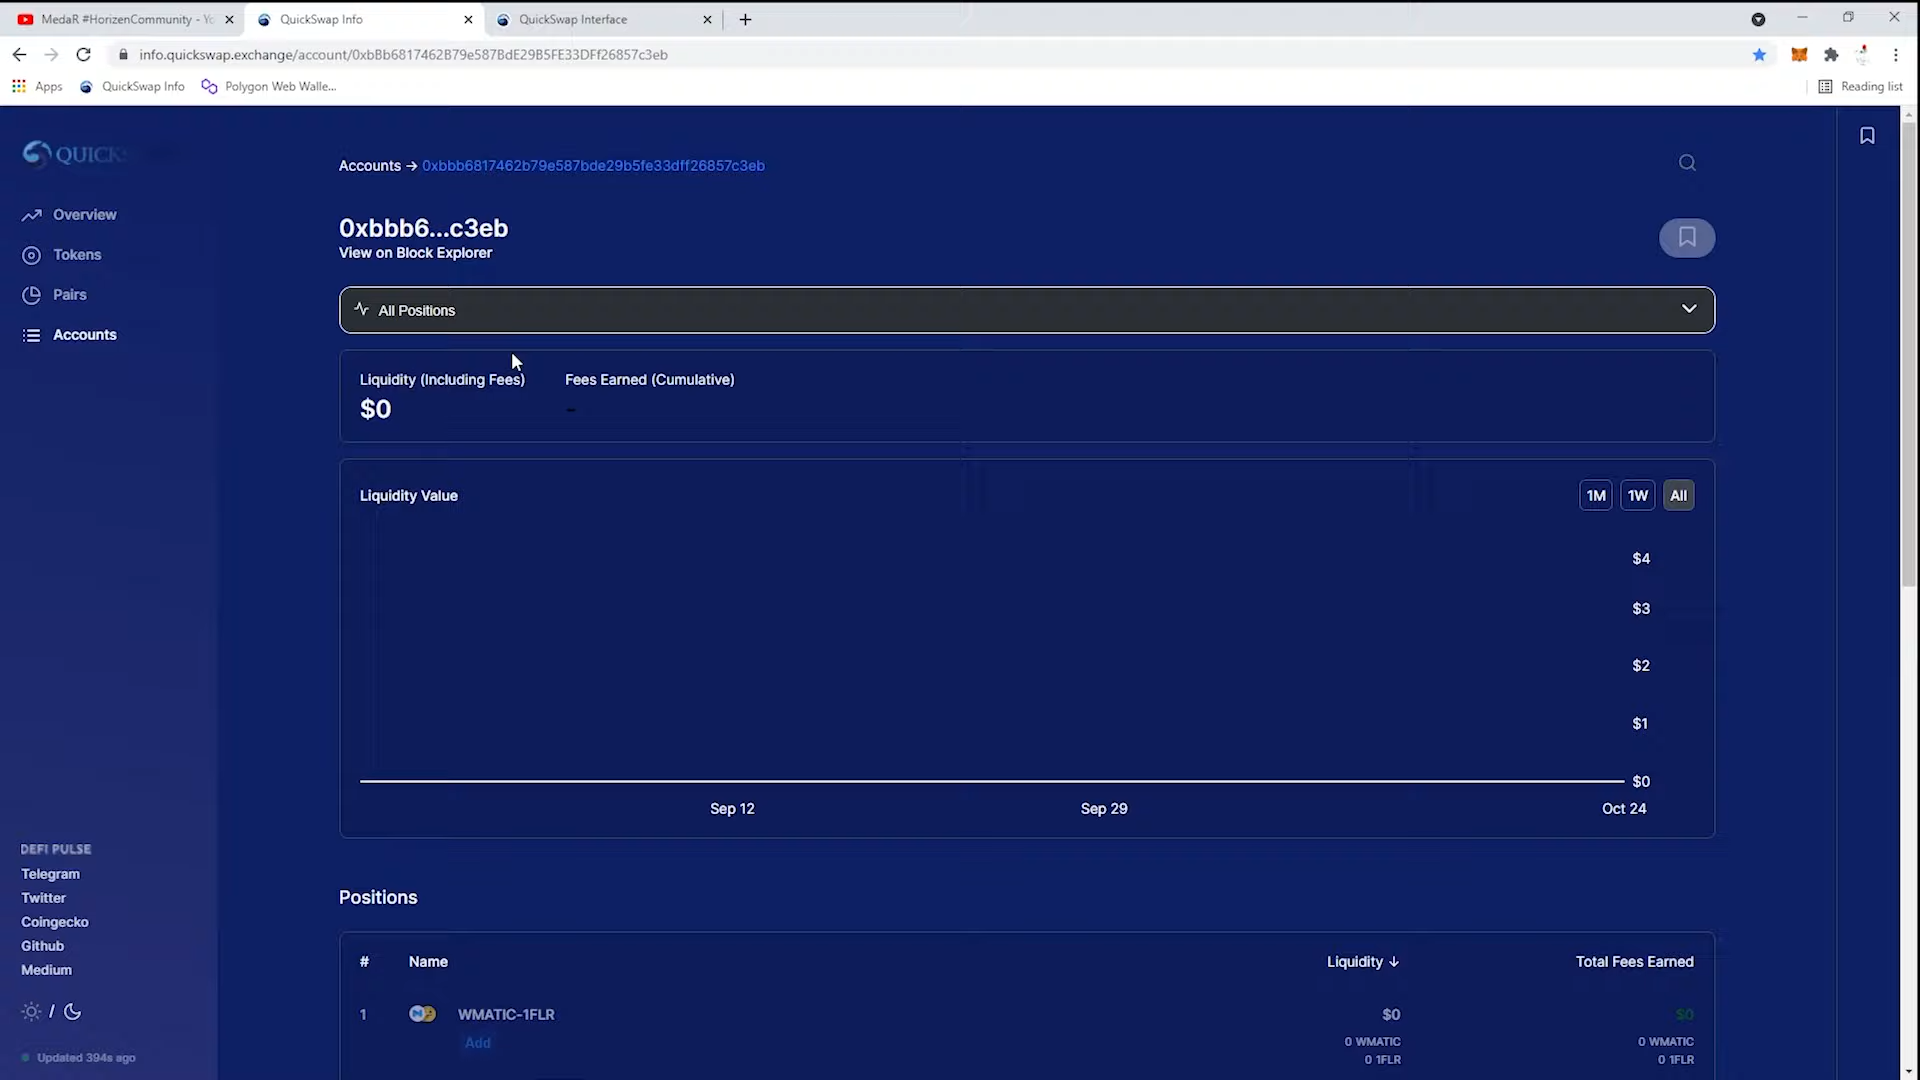 MedaR #HorizenCommunity - Yo
QuickSwap Info
QuickSwap Interface
info.quickswap.exchange/account/0xbBb6817462B79e587BdE29B5FE33DFf26857c3eb
Apps
QuickSwap Info
Polygon Web Walle...
Reading list
QUICK
Accounts → 0xbbb6817462b79e587bde29b5fe33dff26857c3eb
Overview
Tokens
Pairs
Accounts
0xbbb6...c3eb
View on Block Explorer
All Positions
Liquidity (Including Fees)
Fees Earned (Cumulative)
$0
-
Liquidity Value
1M
1W
All
$4
$3
$2
$1
$0
Sep 12
Sep 29
Oct 24
Positions
#
Name
Liquidity ↓
Total Fees Earned
1
WMATIC-1FLR
$0
$0
Add
0 WMATIC
0 WMATIC
0 1FLR
0 1FLR
DEFI PULSE
Telegram
Twitter
Coingecko
Github
Medium
/
Updated 394s ago